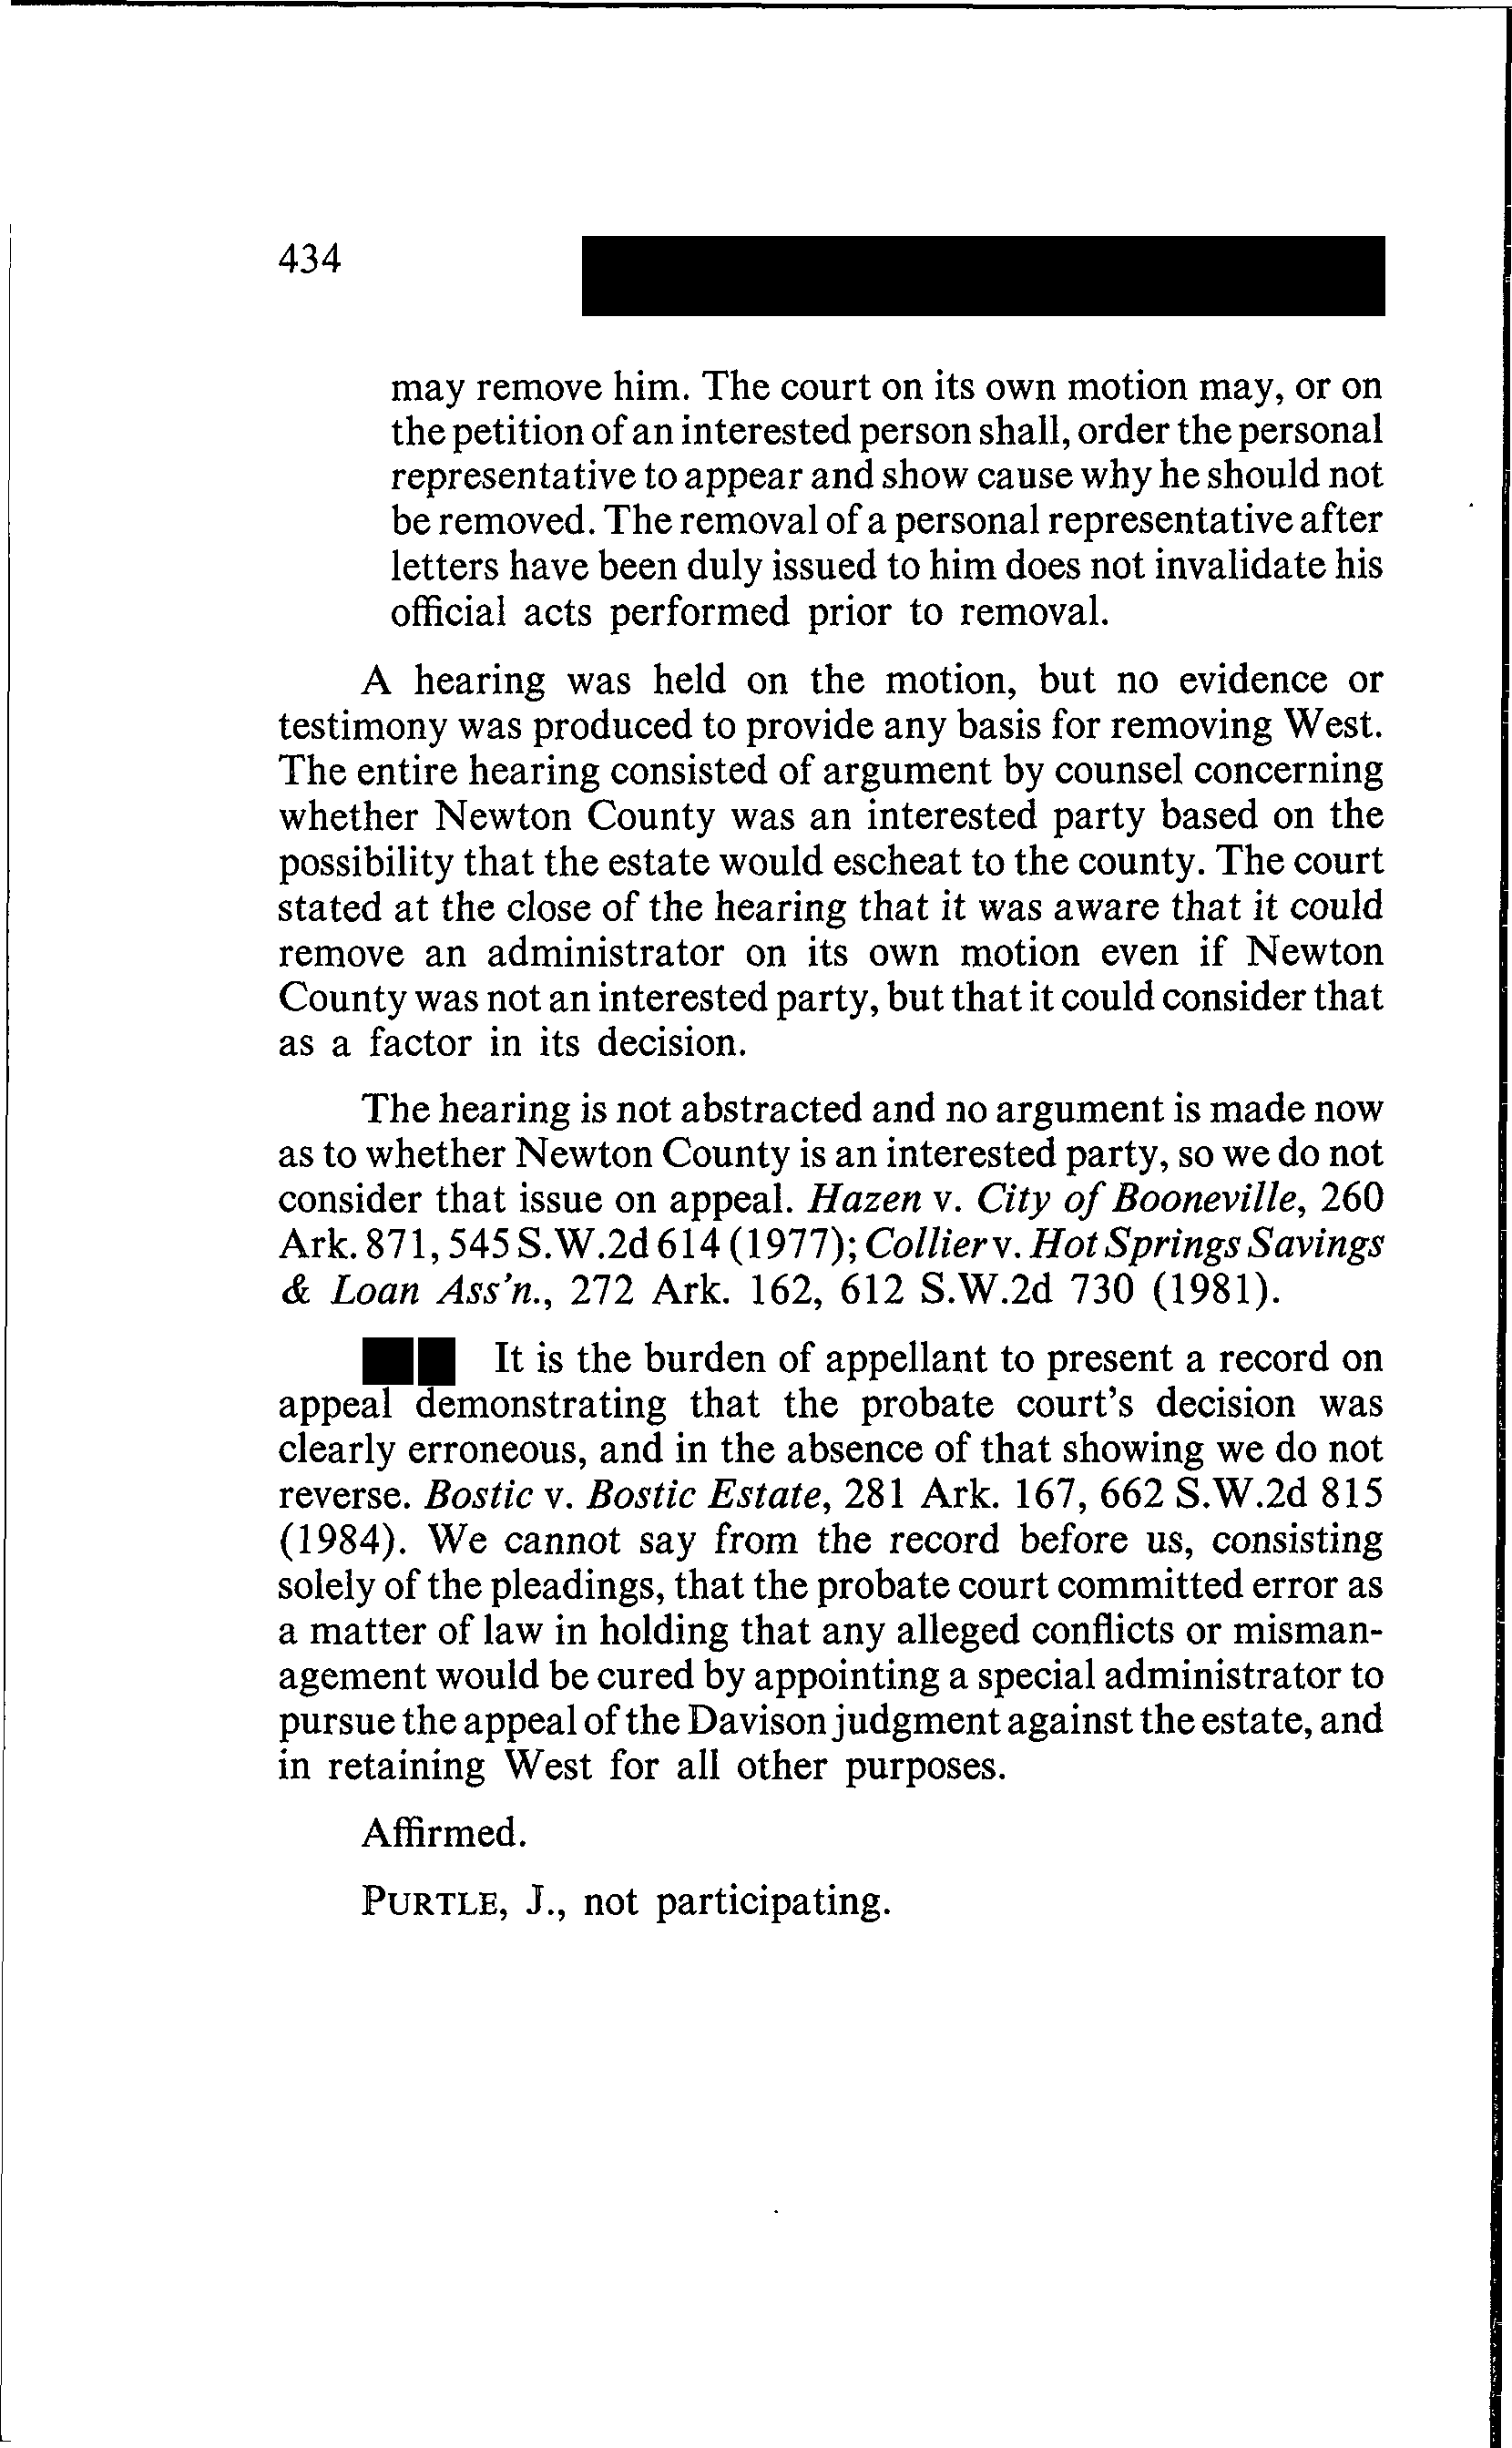 434
may remove him. The court on its own motion may, or on
the petition of an interested person shall, order the personal
representative to appear and show cause why he should not
be removed. The removal of a personal representative after
letters have been duly issued to him does not invalidate his
official acts performed prior to removal.
A hearing was held on the motion, but no evidence or
testimony was produced to provide any basis for removing West.
The entire hearing consisted of argument by counsel concerning
whether Newton County was an interested party based on the
possibility that the estate would escheat to the county. The court
stated at the close of the hearing that it was aware that it could
remove an administrator on its own motion even if Newton
County was not an interested party, but that it could consider that
as a factor in its decision.
The hearing is not abstracted and no argument is made now
as to whether Newton County is an interested party, so we do not
consider that issue on appeal. Hazen v. City of Booneville, 260
Ark. 871, 545 S.W.2d 614 (1977); Collier v. Hot Springs Savings
& Loan Ass'n., 272 Ark. 162, 612 S.W.2d 730 (1981).
It is the burden of appellant to present a record on
appeal demonstrating that the probate court's decision was
clearly erroneous, and in the absence of that showing we do not
reverse. Bostic v. Bostic Estate, 281 Ark. 167, 662 S.W.2d 815
(1984). We cannot say from the record before us, consisting
solely of the pleadings, that the probate court committed error as
a matter of law in holding that any alleged conflicts or misman-
agement would be cured by appointing a special administrator to
pursue the appeal of the Davison judgment against the estate, and
in retaining West for all other purposes.
Affirmed.
PURTLE, J., not participating.